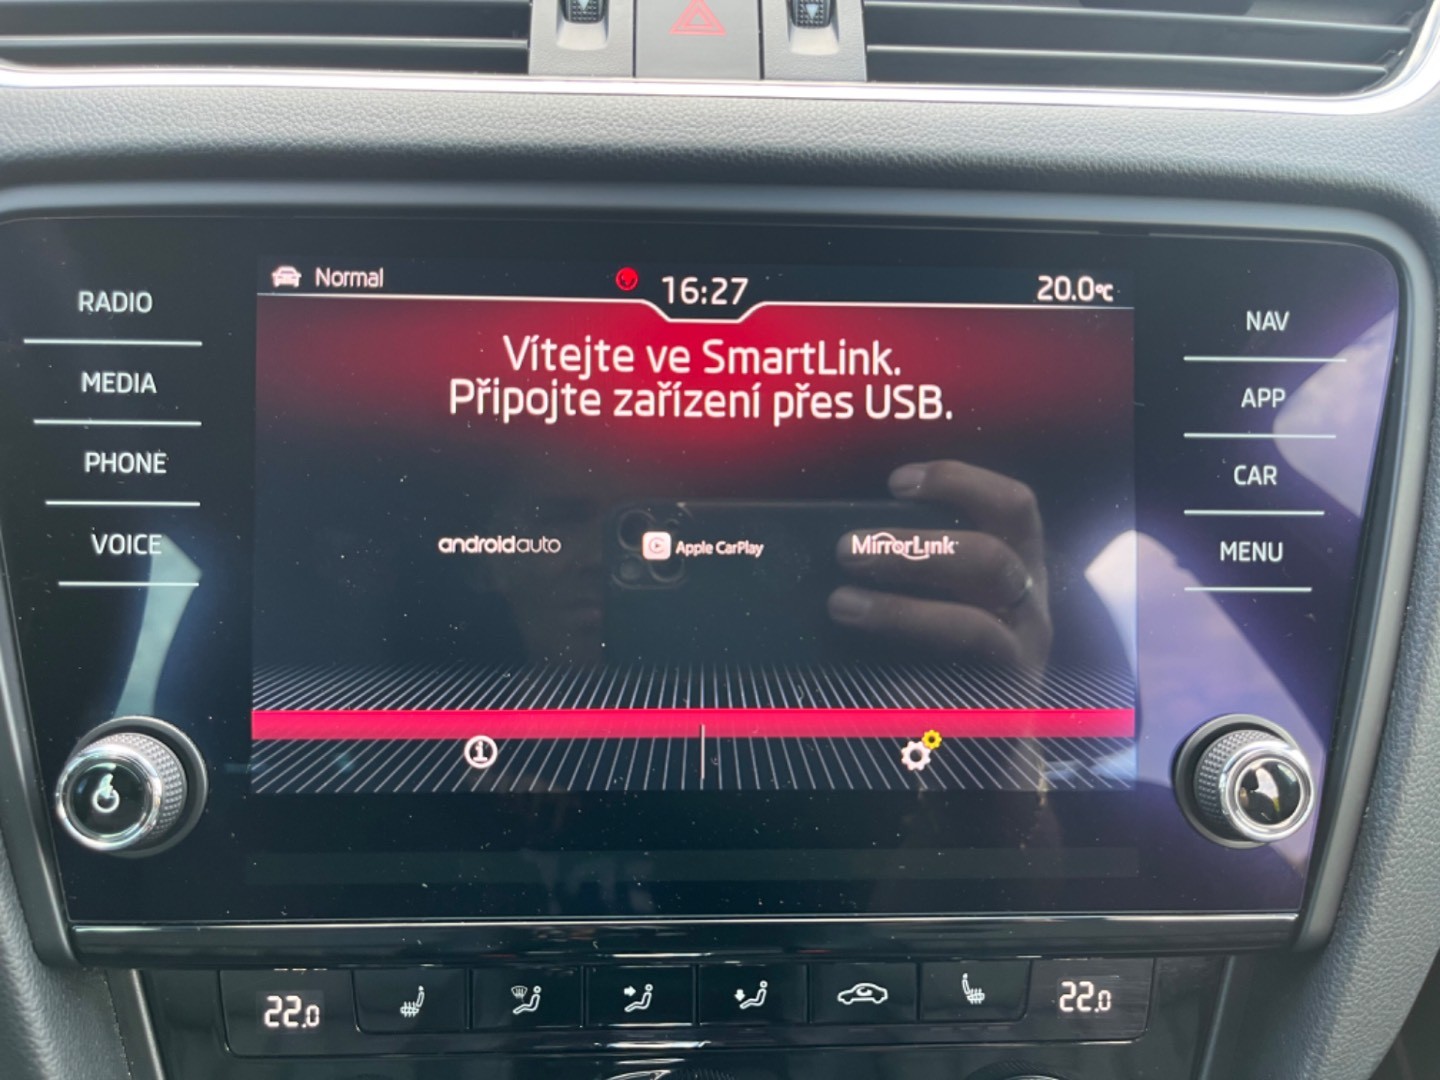 Normal
16:27
20.0°C
Vítejte ve SmartLink.
Připojte zařízení přes USB.
androidauto
Apple CarPlay
MirrorLink
RADIO
MEDIA
PHONE
VOICE
NAV
APP
CAR
MENU
22.0
22.0